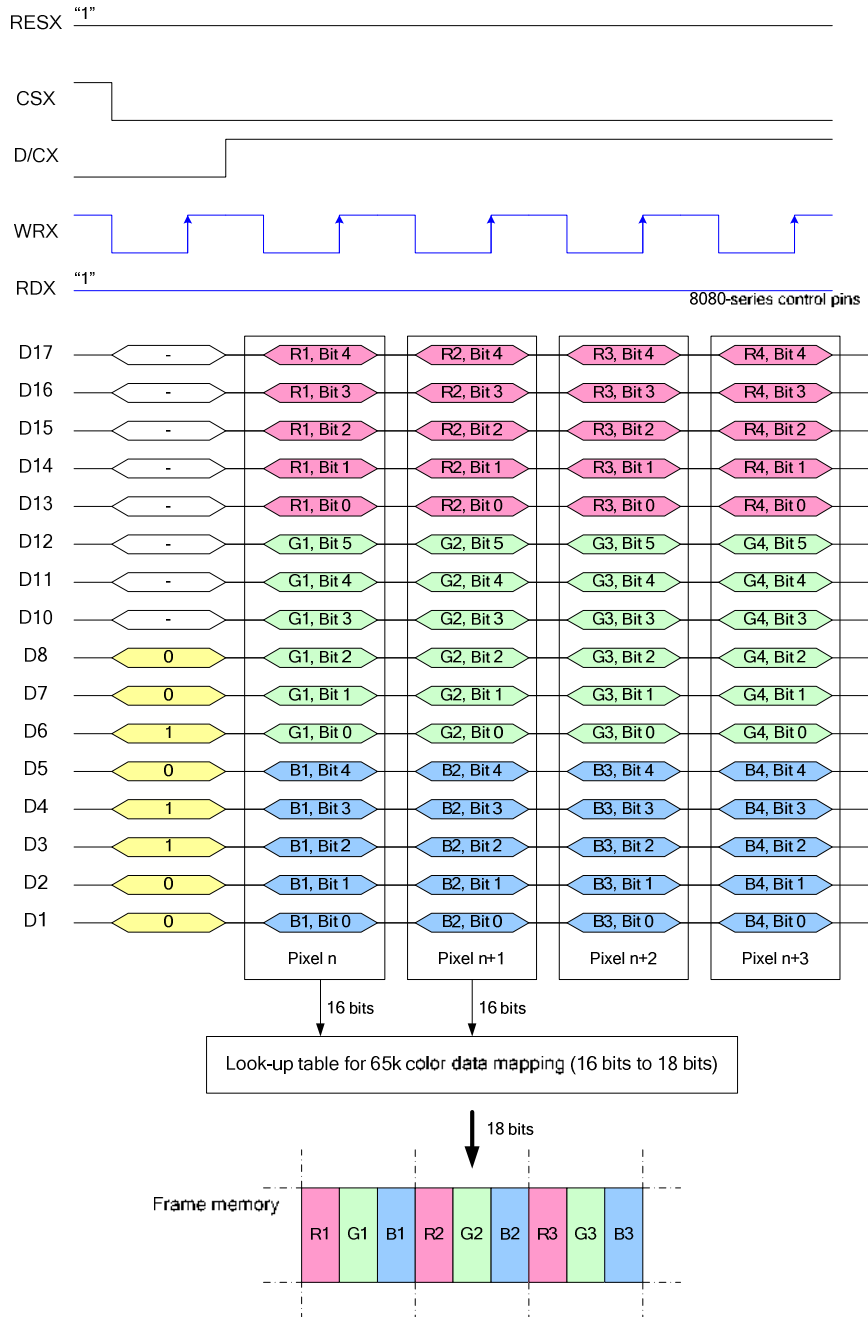 RESX “1”
CSX
D/CX
WRX
RDX “1”
8080-series control pins
D17 - R1, Bit 4 R2, Bit 4 R3, Bit 4 R4, Bit 4
D16 - R1, Bit 3 R2, Bit 3 R3, Bit 3 R4, Bit 3
D15 - R1, Bit 2 R2, Bit 2 R3, Bit 2 R4, Bit 2
D14 - R1, Bit 1 R2, Bit 1 R3, Bit 1 R4, Bit 1
D13 - R1, Bit 0 R2, Bit 0 R3, Bit 0 R4, Bit 0
D12 - G1, Bit 5 G2, Bit 5 G3, Bit 5 G4, Bit 5
D11 - G1, Bit 4 G2, Bit 4 G3, Bit 4 G4, Bit 4
D10 - G1, Bit 3 G2, Bit 3 G3, Bit 3 G4, Bit 3
D8 0 G1, Bit 2 G2, Bit 2 G3, Bit 2 G4, Bit 2
D7 0 G1, Bit 1 G2, Bit 1 G3, Bit 1 G4, Bit 1
D6 1 G1, Bit 0 G2, Bit 0 G3, Bit 0 G4, Bit 0
D5 0 B1, Bit 4 B2, Bit 4 B3, Bit 4 B4, Bit 4
D4 1 B1, Bit 3 B2, Bit 3 B3, Bit 3 B4, Bit 3
D3 1 B1, Bit 2 B2, Bit 2 B3, Bit 2 B4, Bit 2
D2 0 B1, Bit 1 B2, Bit 1 B3, Bit 1 B4, Bit 1
D1 0 B1, Bit 0 B2, Bit 0 B3, Bit 0 B4, Bit 0
Pixel n Pixel n+1 Pixel n+2 Pixel n+3
16 bits 16 bits
Look-up table for 65k color data mapping (16 bits to 18 bits)
18 bits
Frame memory
R1 G1 B1 R2 G2 B2 R3 G3 B3